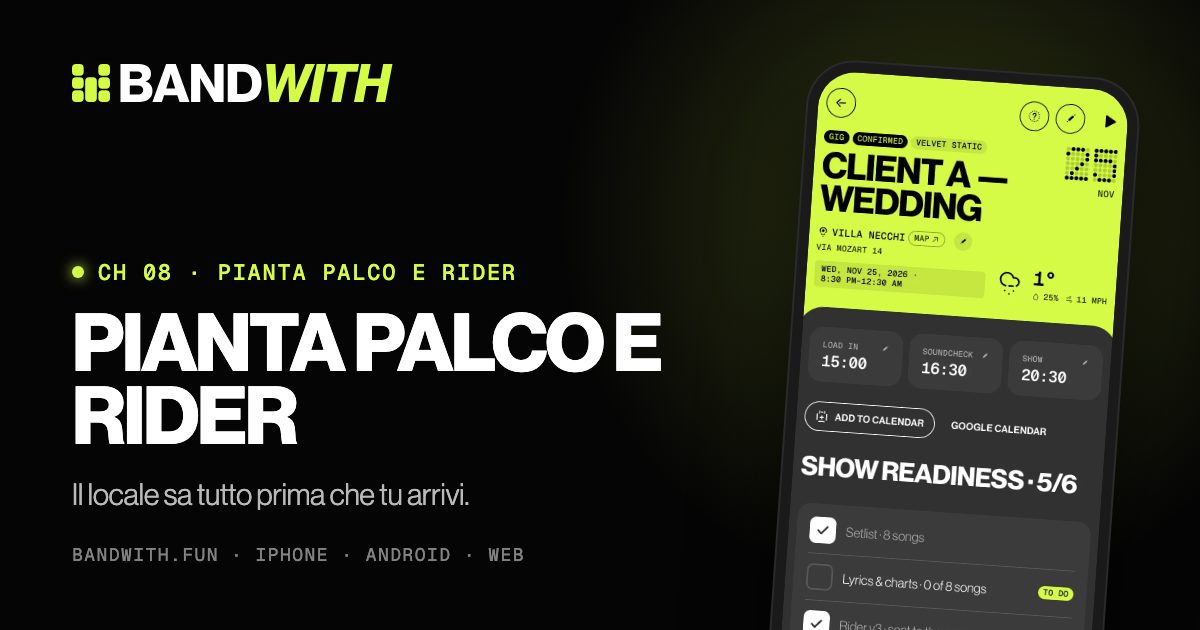 BANDWITH
CH 08 · PIANTA PALCO E RIDER
PIANTA PALCO E
RIDER
Il locale sa tutto prima che tu arrivi.
BANDWITH.FUN · IPHONE · ANDROID · WEB
GIG CONFIRMED VELVET STATIC
CLIENT A —
WEDDING
25
NOV
VILLA NECCHI MAP ↗
VIA MOZART 14
WED, NOV 25, 2026 ·
8:30 PM–12:30 AM
1°
25% 11 MPH
LOAD IN
15:00
SOUNDCHECK
16:30
SHOW
20:30
ADD TO CALENDAR
GOOGLE CALENDAR
SHOW READINESS · 5/6
Setlist · 8 songs
Lyrics & charts · 0 of 8 songs
TO DO
Rider v3 · sent to